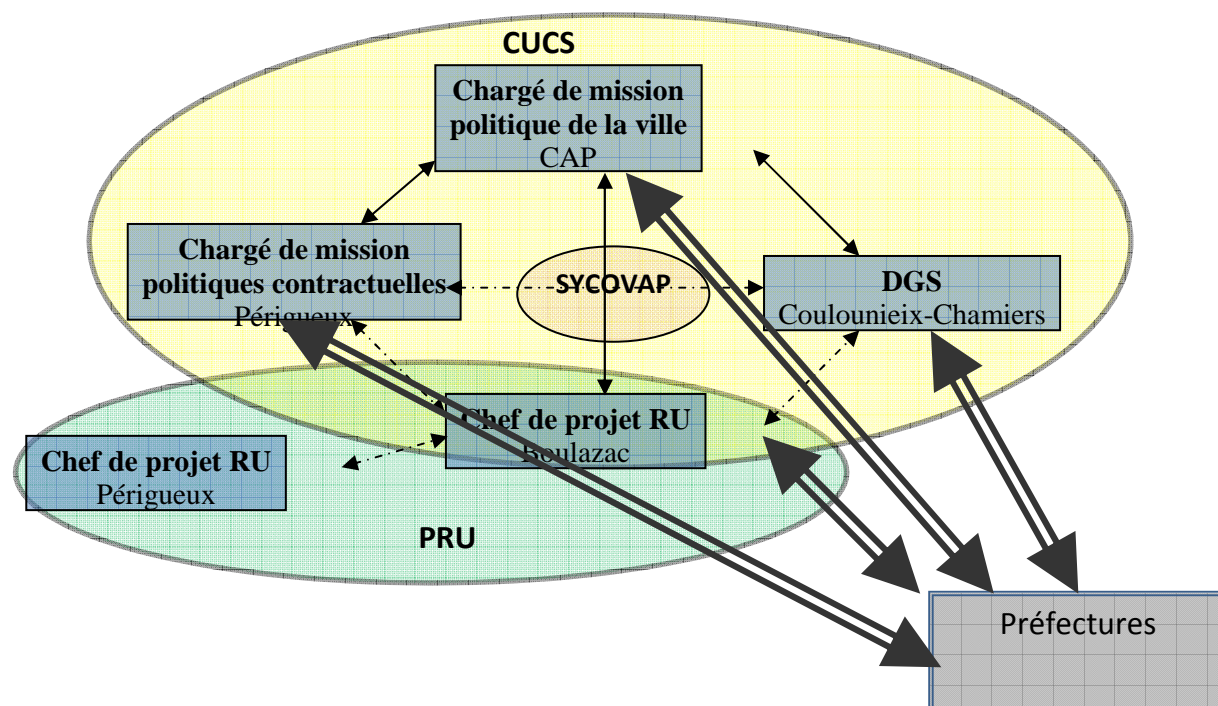 CUCS
Chargé de mission
politique de la ville
CAP
Chargé de mission
politiques contractuelles
Périgueux
SYCOVAP
DGS
Coulounieix-Chamiers
Chef de projet RU
Boulazac
Chef de projet RU
Périgueux
PRU
Préfectures